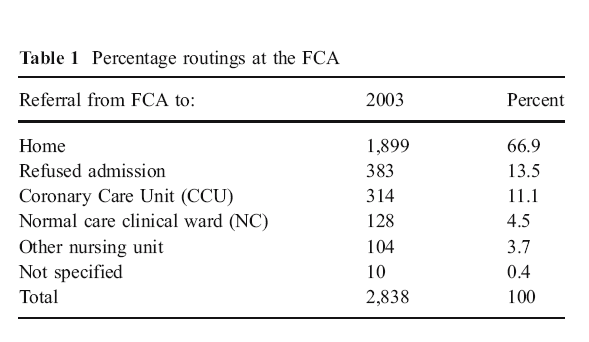 Table 1 Percentage routings at the FCA
Referral from FCA to: 2003 Percent
Home 1,899 66.9
Refused admission 383 13.5
Coronary Care Unit (CCU) 314 11.1
Normal care clinical ward (NC) 128 4.5
Other nursing unit 104 3.7
Not specified 10 0.4
Total 2,838 100